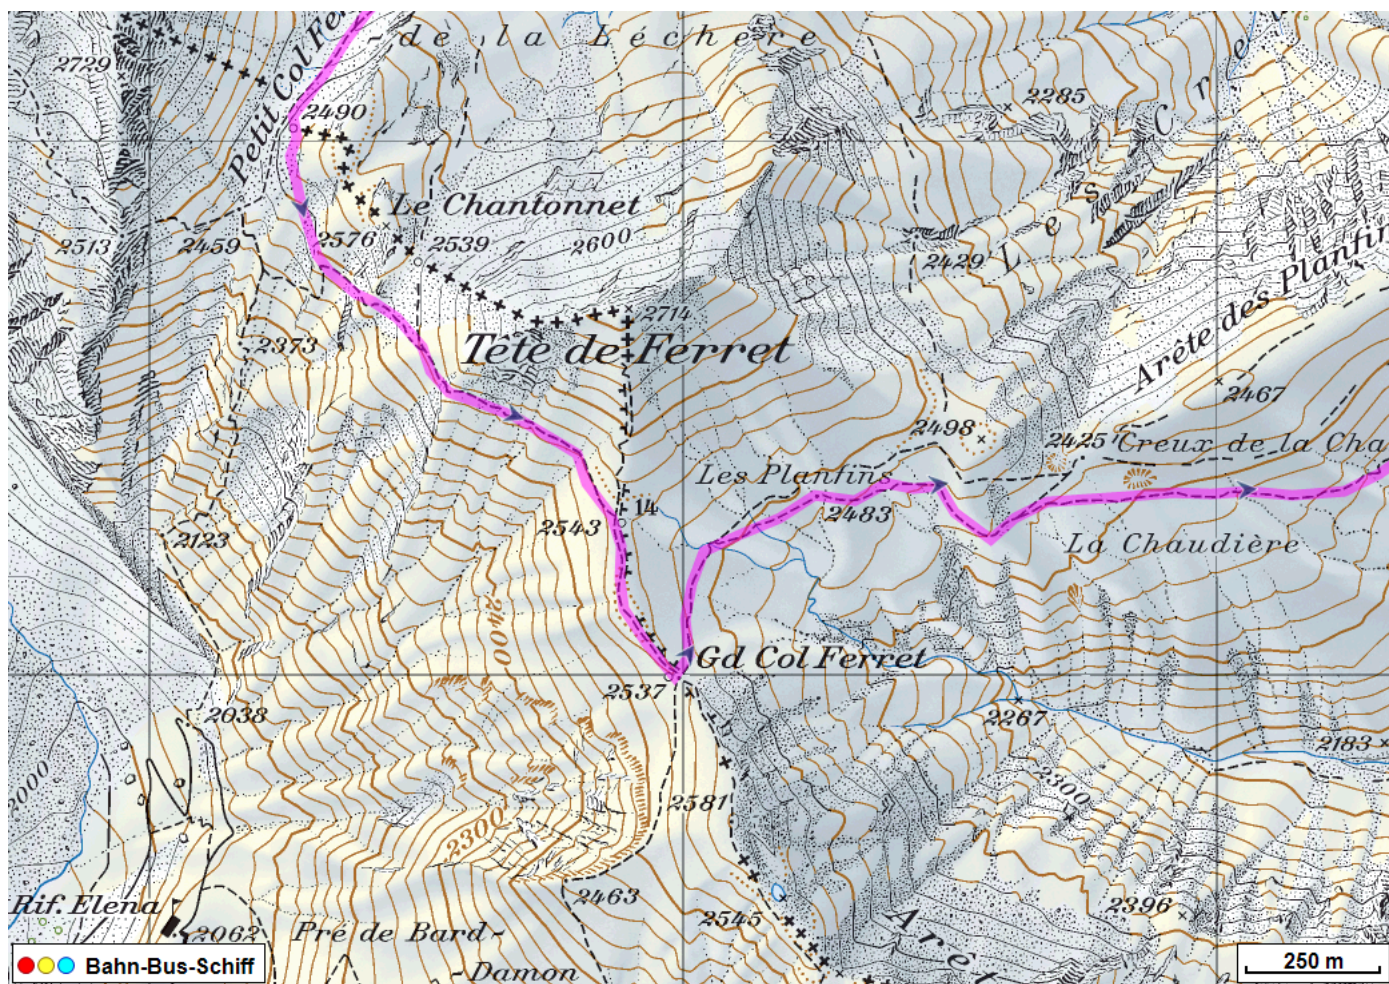 de la Léchère
2729
Petit Col Fe
2490
2285
Les Cre
Le Chantonnet
2513
2459
2576
2539
2600
2429
Arête des Planfin
2714
2373
Tête de Ferret
2467
2498
2425
Creux de la Cha
Les Planfins
2483
14
2543
2123
La Chaudière
2400
Gd Col Ferret
2537
2038
2267
2183
2000
2300
2581
2300
2463
Rif. Elena
2545
2396
2062
Pré de Bard-
Arêt
-Damon
Bahn-Bus-Schiff
250 m